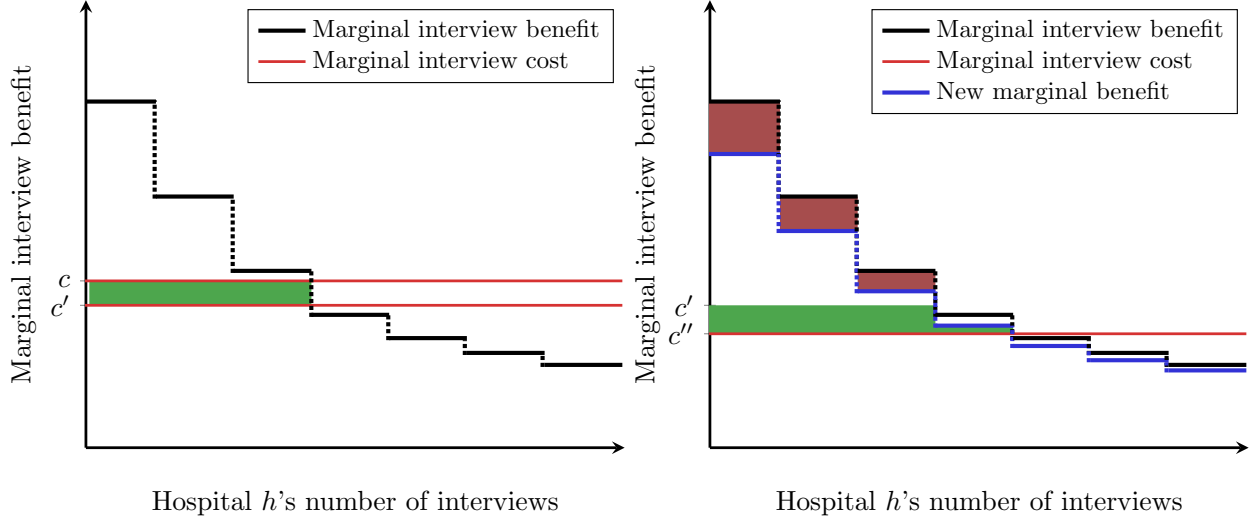 Marginal interview benefit
Marginal interview cost
Marginal interview benefit
c
c′
Hospital h's number of interviews
Marginal interview benefit
Marginal interview cost
New marginal benefit
Marginal interview benefit
c′
c′′
Hospital h's number of interviews